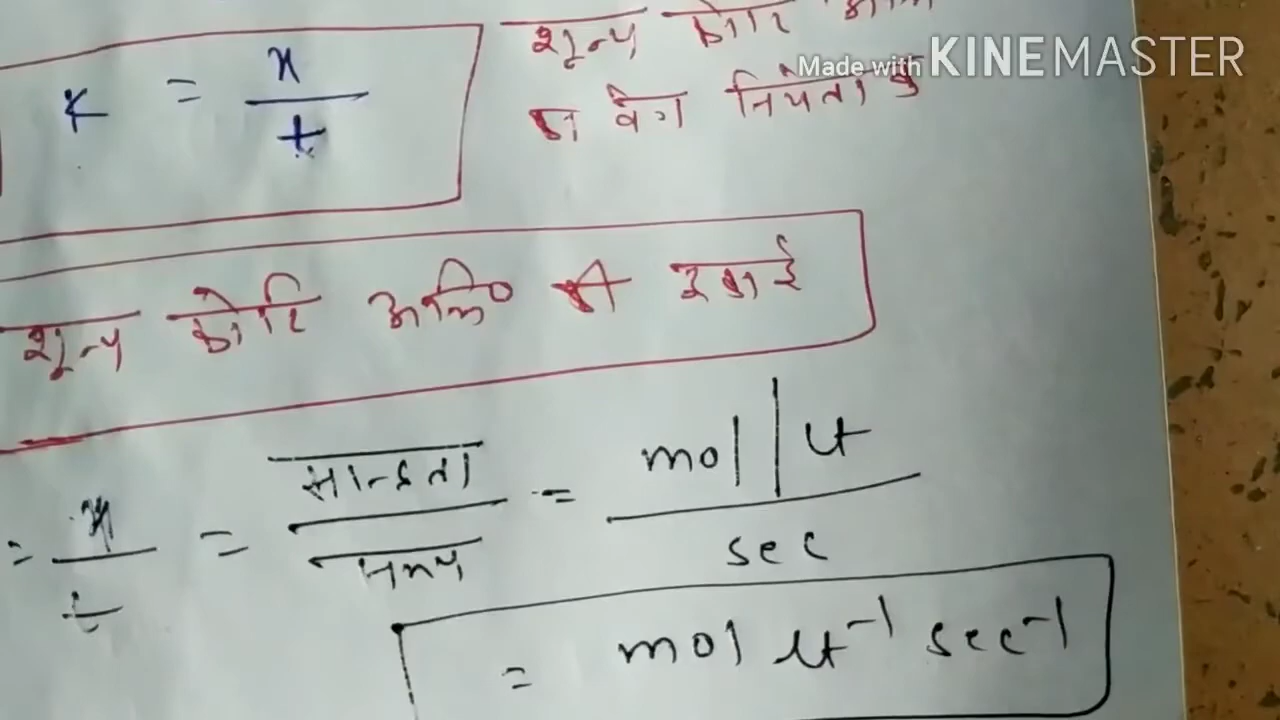 K = x / t
शून्य कोटि अभि
का वेग नियतांक
Made with KINEMASTER
शून्य कोटि अभि० की इकाई
= x / t = सान्द्रता / समय = mol | lt / sec
= mol lt⁻¹ sec⁻¹